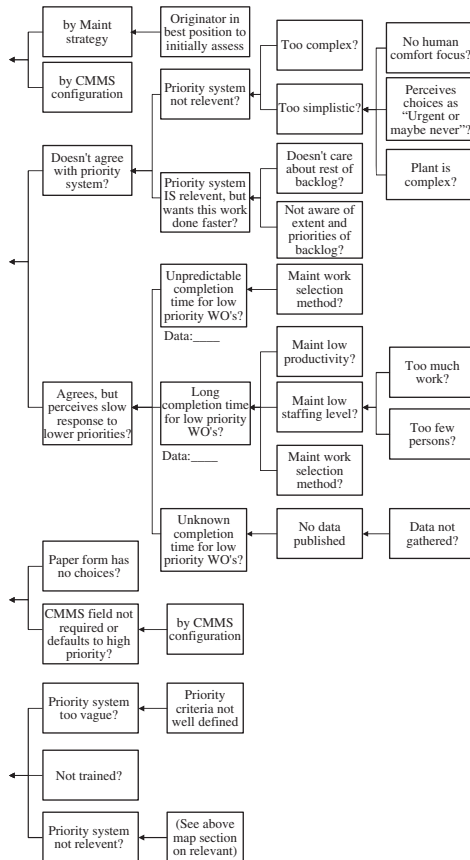 by Maint
strategy
Originator in
best position to
initially assess
by CMMS
configuration
Priority system
not relevent?
Too complex?
Too simplistic?
No human
comfort focus?
Perceives
choices as
“Urgent or
maybe never”?
Plant is
complex?
Doesn't agree
with priority
system?
Priority system
IS relevent, but
wants this work
done faster?
Doesn't care
about rest of
backlog?
Not aware of
extent and
priorities of
backlog?
Unpredictable
completion
time for low
priority WO's?
Data:____
Maint work
selection
method?
Agrees, but
perceives slow
response to
lower priorities?
Long
completion time
for low priority
WO's?
Data:____
Maint low
productivity?
Maint low
staffing level?
Too much
work?
Too few
persons?
Maint work
selection
method?
Unknown
completion
time for low
priority WO's?
No data
published
Data not
gathered?
Paper form has
no choices?
CMMS field not
required or
defaults to high
priority?
by CMMS
configuration
Priority system
too vague?
Priority
criteria not
well defined
Not trained?
Priority system
not relevent?
(See above
map section
on relevant)